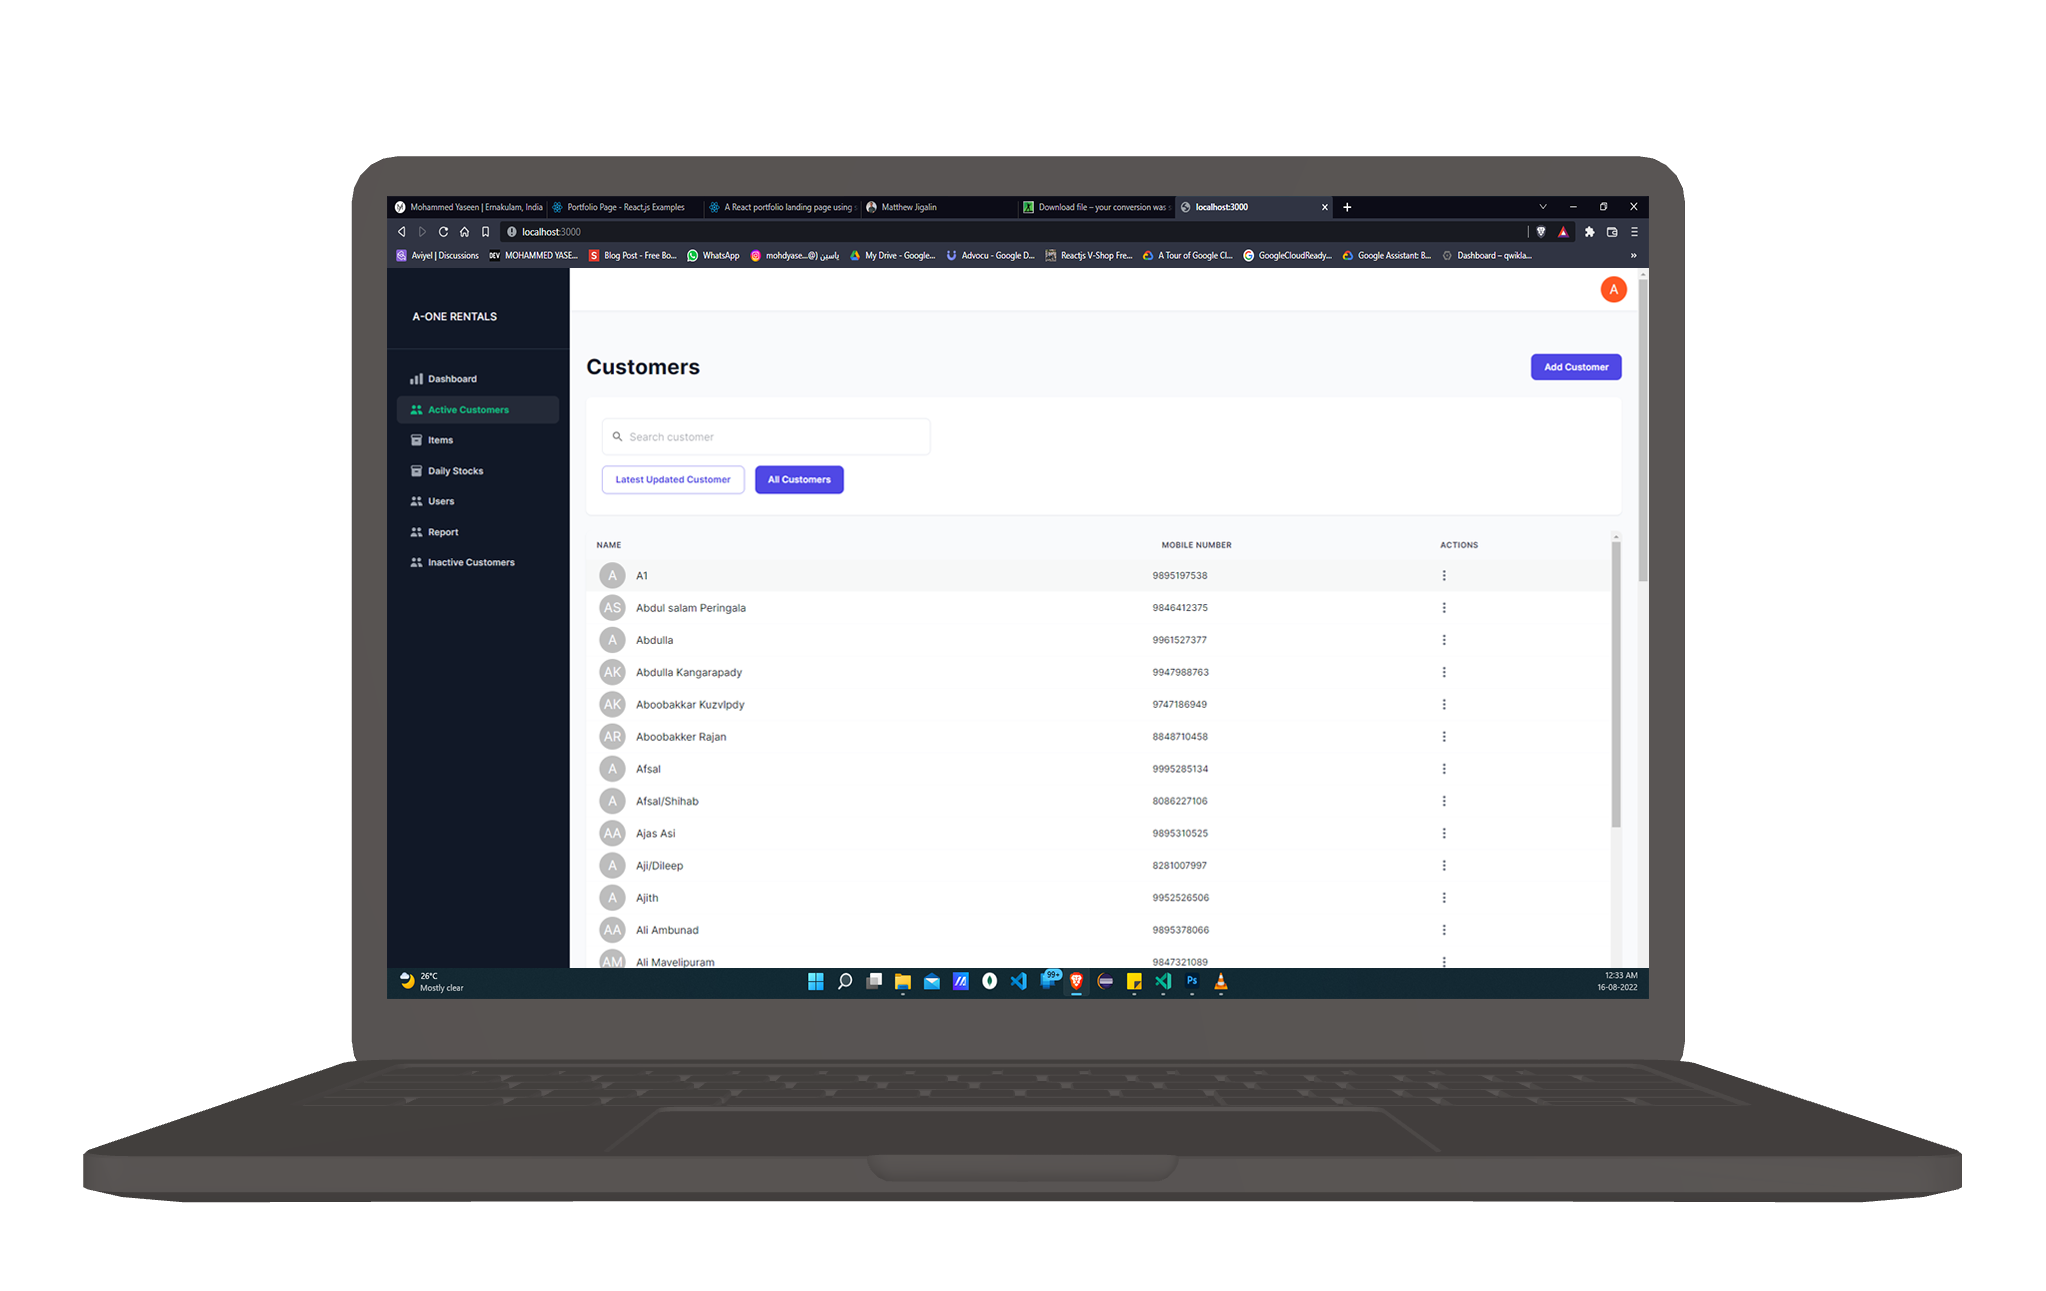 Mohammed Yaseen | Ernakulam, India
Portfolio Page - React.js Examples
A React portfolio landing page using s
Matthew Jigalin
Download file – your conversion was s
localhost:3000
localhost:3000
Aviyel | Discussions
DEV MOHAMMED YASE...
S Blog Post - Free Bo...
WhatsApp
mohdyase...@) ياسين
My Drive - Google...
Advocu - Google D...
Reactjs V-Shop Fre...
A Tour of Google Cl...
GoogleCloudReady...
Google Assistant: B...
Dashboard – qwikla...
A
A-ONE RENTALS
Dashboard
Active Customers
Items
Daily Stocks
Users
Report
Inactive Customers
Customers
Add Customer
Search customer
Latest Updated Customer
All Customers
NAME MOBILE NUMBER ACTIONS
A A1 9895197538
AS Abdul salam Peringala 9846412375
A Abdulla 9961527377
AK Abdulla Kangarapady 9947988763
AK Aboobakkar Kuzvlpdy 9747186949
AR Aboobakker Rajan 8848710458
A Afsal 9995285134
A Afsal/Shihab 8086227106
AA Ajas Asi 9895310525
A Aji/Dileep 8281007997
A Ajith 9952526506
AA Ali Ambunad 9895378066
AM Ali Mavelipuram 9847321089
26°C
Mostly clear
99+
Ps
12:33 AM
16-08-2022